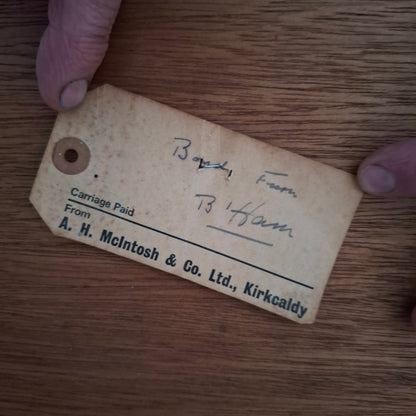 From
B'Ham
Carriage Paid
From
A. H. McIntosh & Co. Ltd., Kirkcaldy